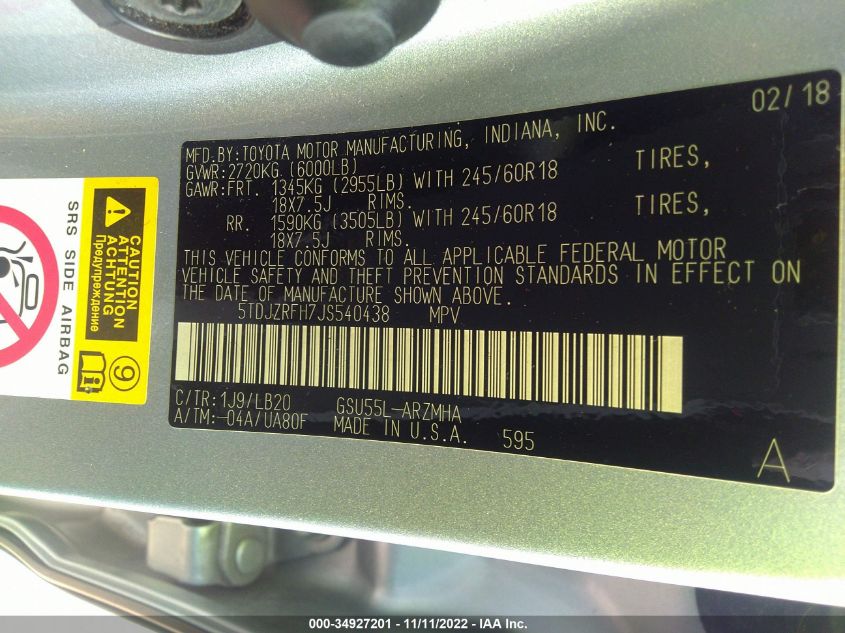 02/18
MFD.BY:TOYOTA MOTOR MANUFACTURING, INDIANA, INC.
GVWR:2720KG (6000LB)
GAWR:FRT. 1345KG (2955LB) WITH 245/60R18 TIRES,
18X7.5J RIMS.
RR. 1590KG (3505LB) WITH 245/60R18 TIRES,
18X7.5J RIMS.
THIS VEHICLE CONFORMS TO ALL APPLICABLE FEDERAL MOTOR
VEHICLE SAFETY AND THEFT PREVENTION STANDARDS IN EFFECT ON
THE DATE OF MANUFACTURE SHOWN ABOVE.
5TDJZRFH7JS540438 MPV
C/TR:1J9/LB20 GSU55L-ARZMHA
A/TM:-04A/UA80F MADE IN U.S.A. 595
A
SRS SIDE AIRBAG
CAUTION
ATTENTION
ACHTUNG
Предупреждение
9
000-34927201 - 11/11/2022 - IAA Inc.